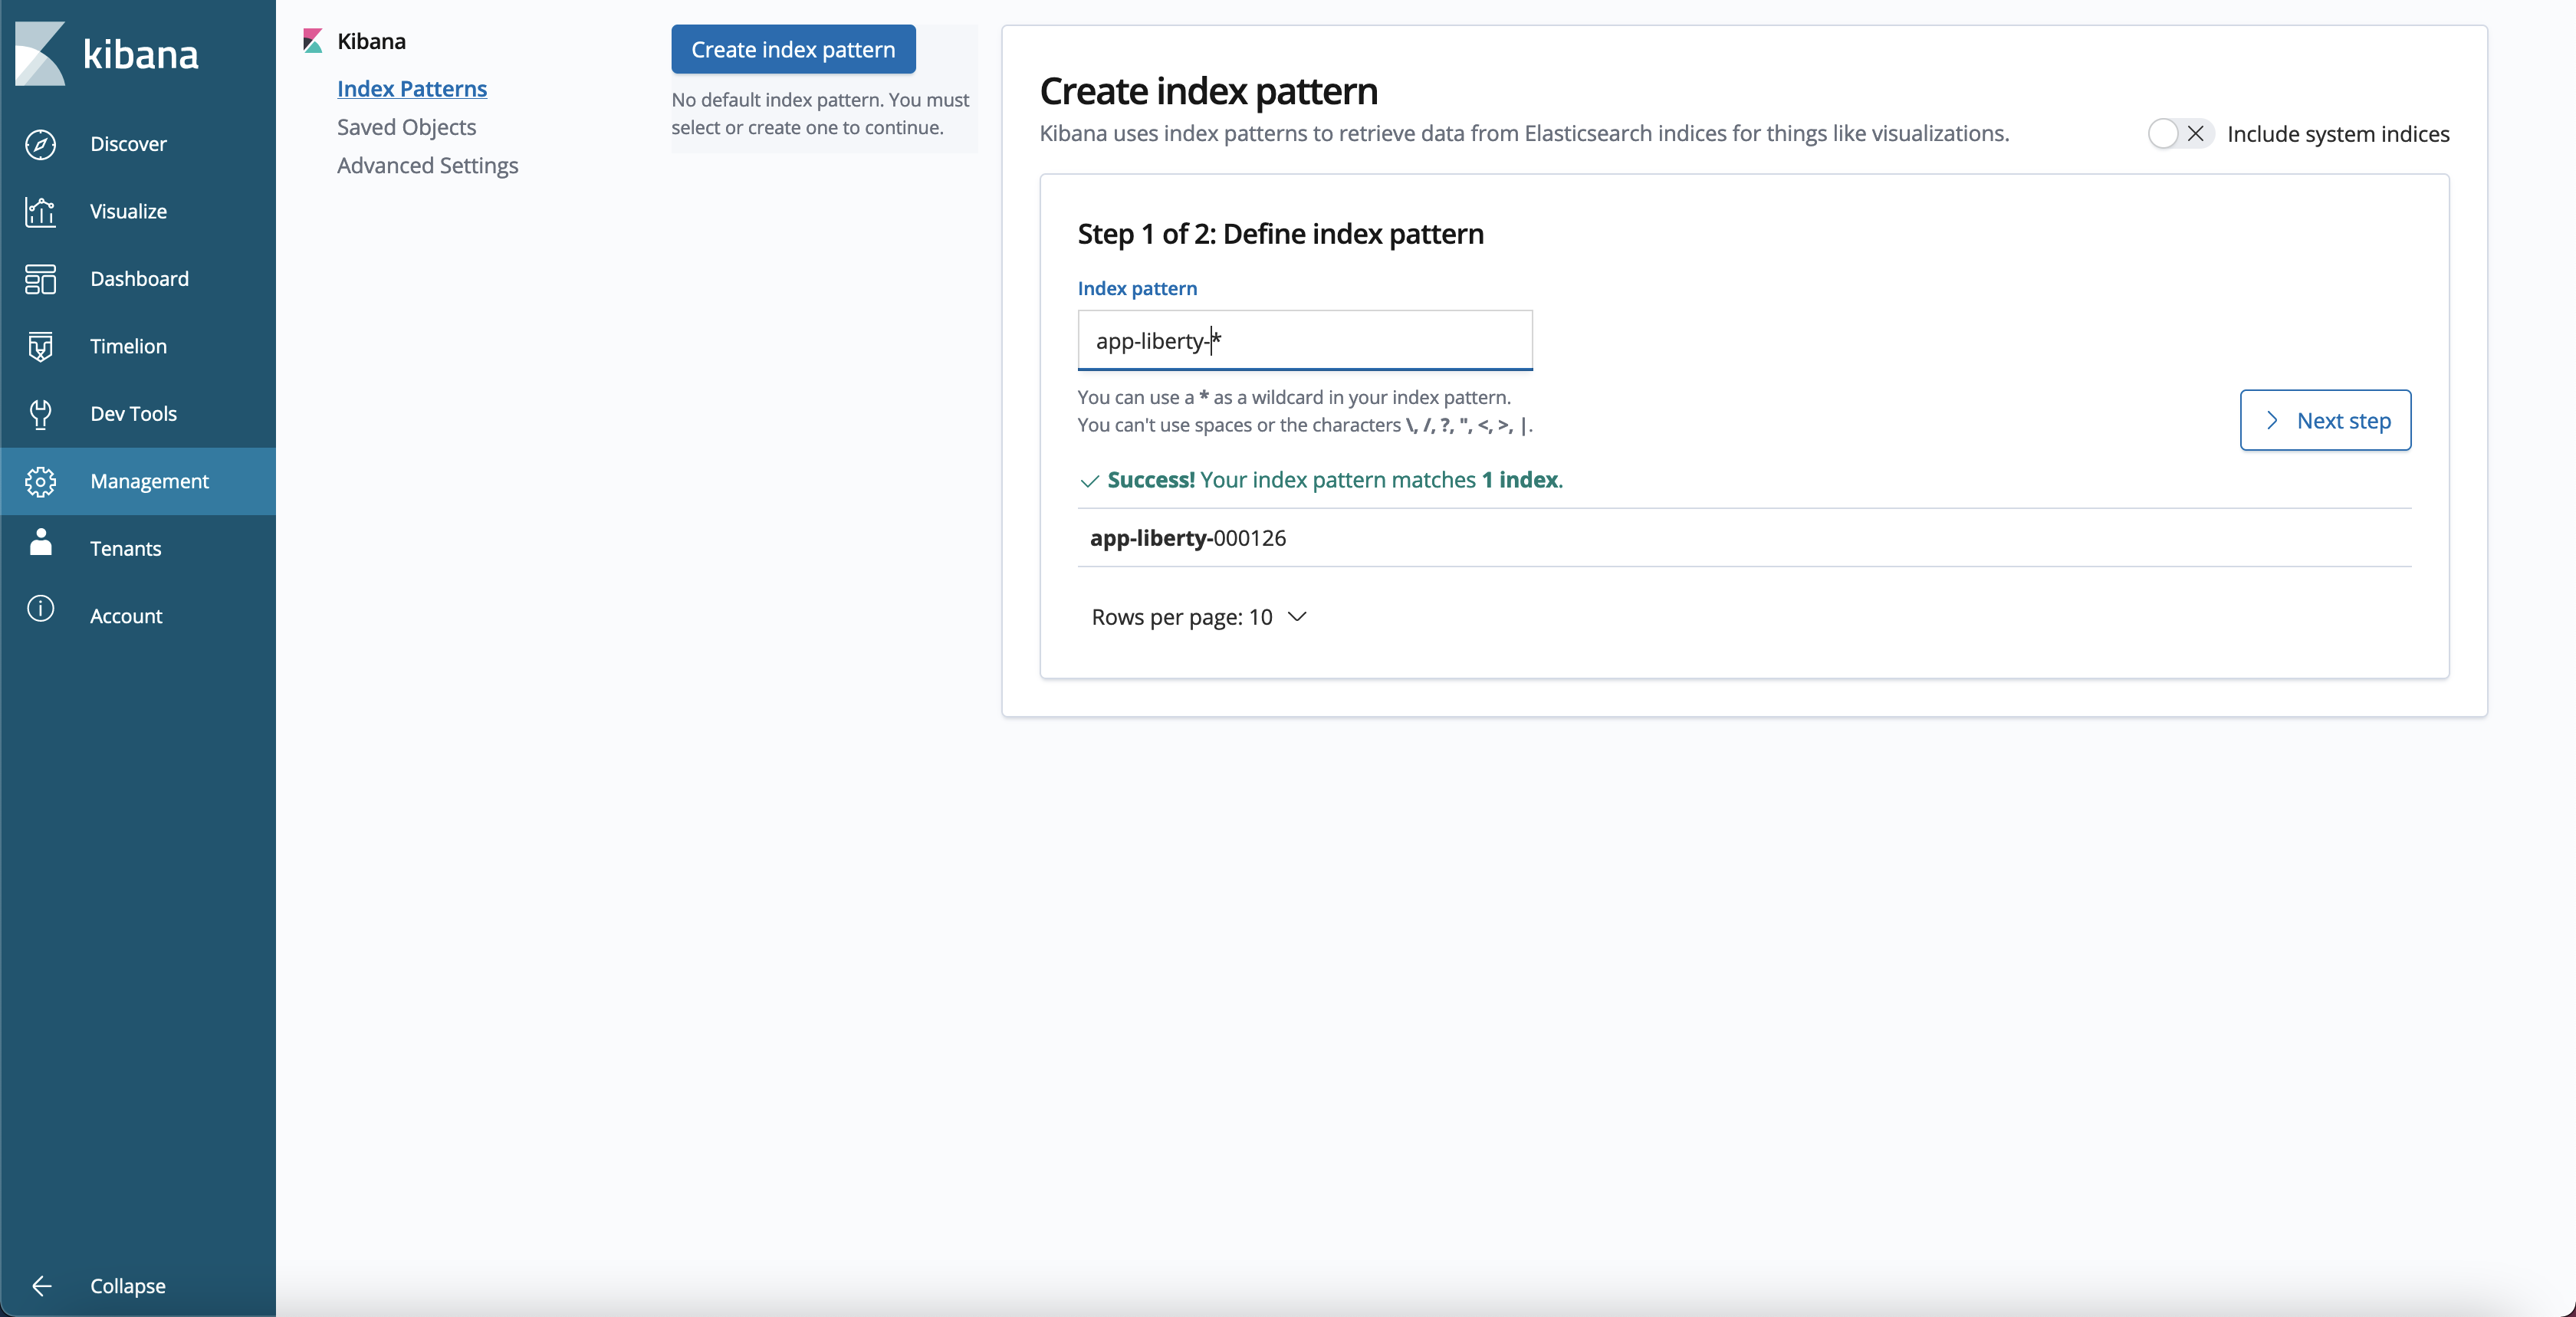 kibana
Discover
Visualize
Dashboard
Timelion
Dev Tools
Management
Tenants
Account
Collapse
Kibana
Index Patterns
Saved Objects
Advanced Settings
Create index pattern
No default index pattern. You must
select or create one to continue.
Create index pattern
Kibana uses index patterns to retrieve data from Elasticsearch indices for things like visualizations.
Include system indices
Step 1 of 2: Define index pattern
Index pattern
app-liberty-*
You can use a * as a wildcard in your index pattern.
You can't use spaces or the characters \, /, ?, ", <, >, |.
Next step
Success! Your index pattern matches 1 index.
app-liberty-000126
Rows per page: 10